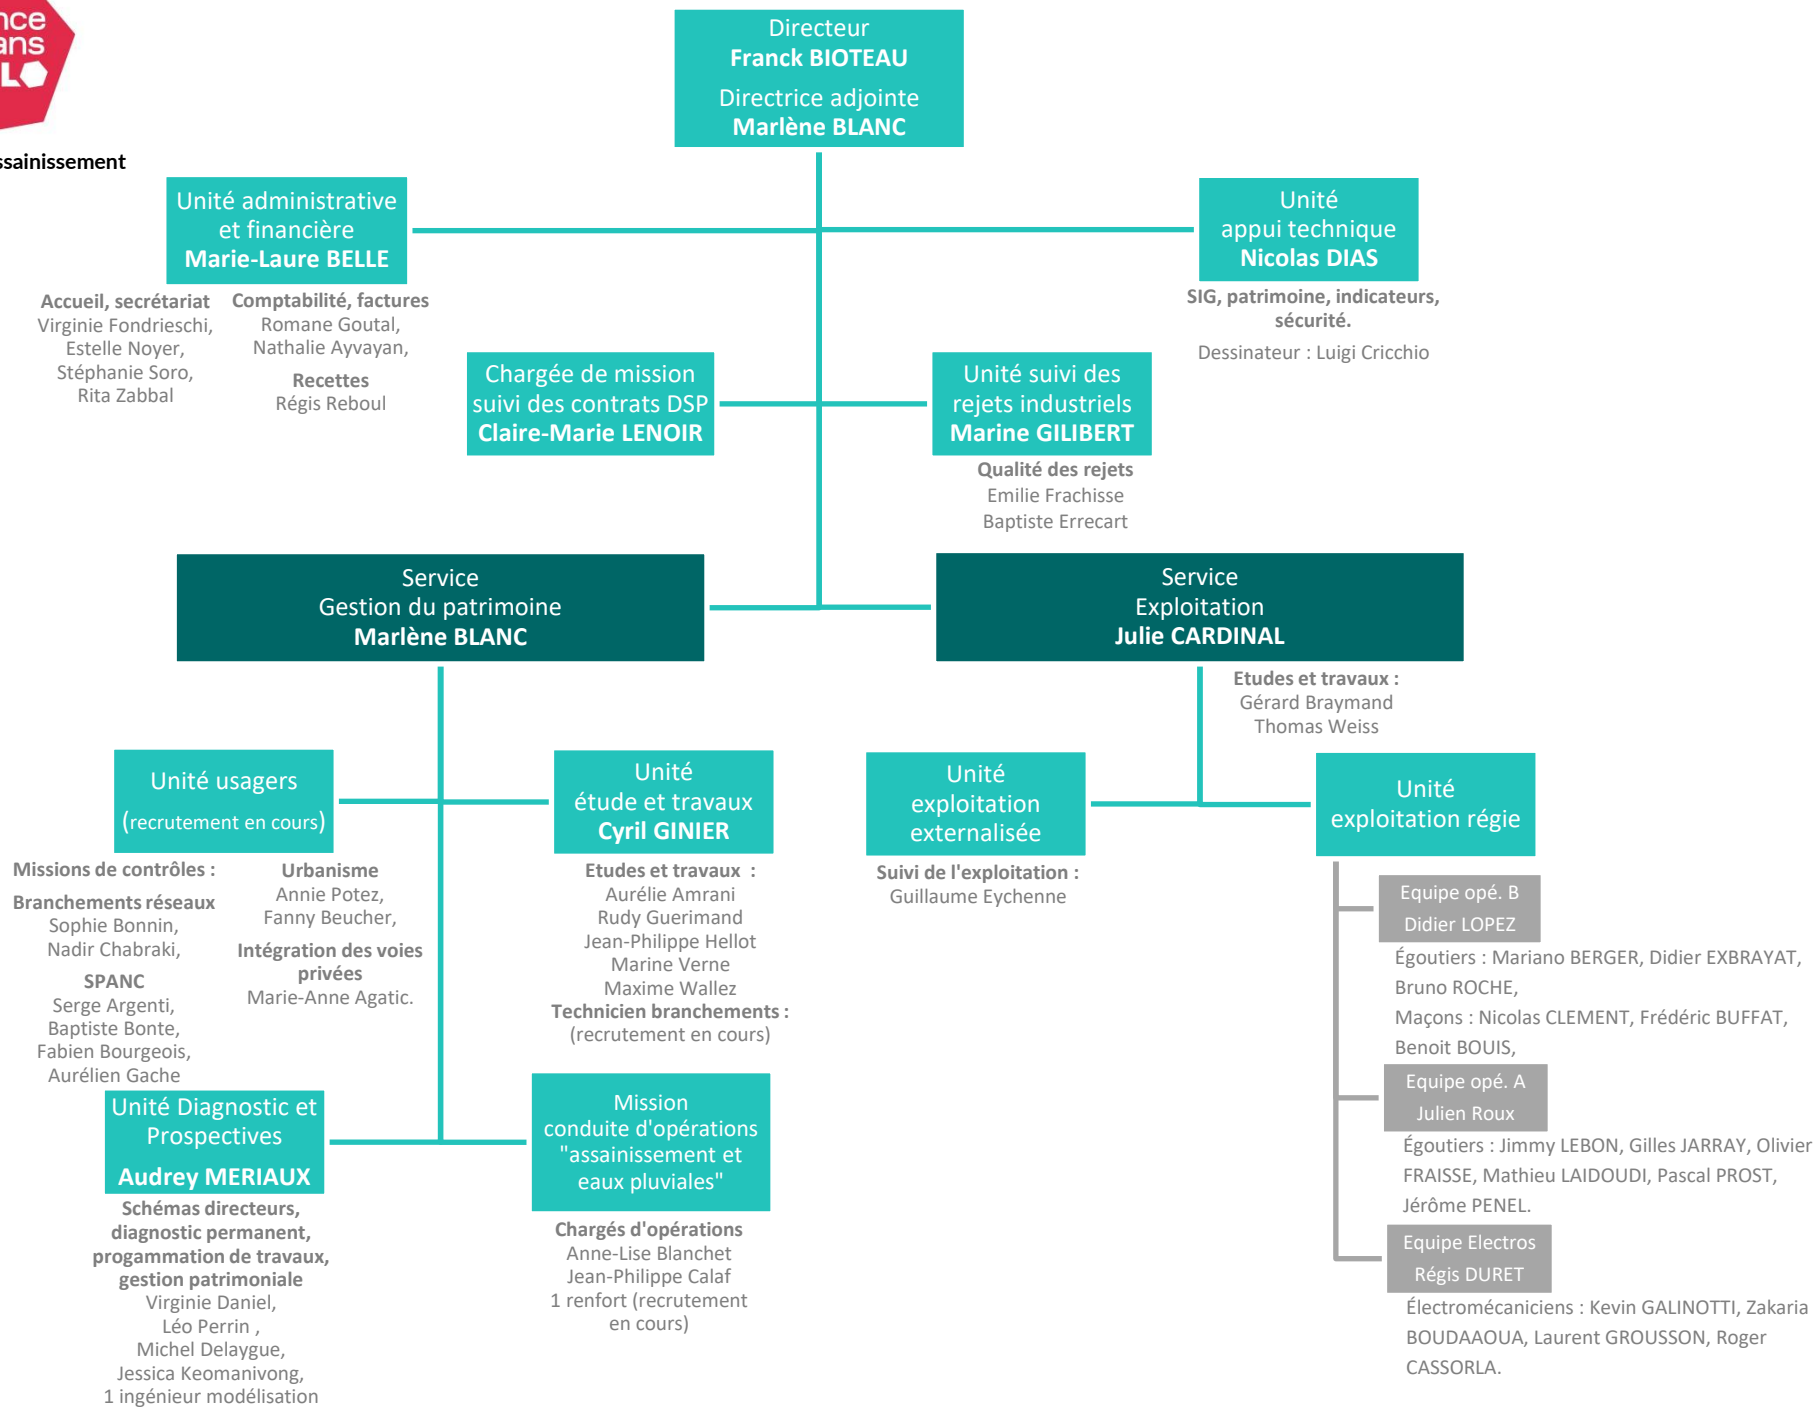 Directeur
Franck BIOTEAU
Directrice adjointe
Marlène BLANC
Unité administrative
et financière
Marie-Laure BELLE
Accueil, secrétariat
Virginie Fondrieschi,
Estelle Noyer,
Stéphanie Soro,
Rita Zabbal
Comptabilité, factures
Romane Goutal,
Nathalie Ayvayan,
Recettes
Régis Reboul
Unité
appui technique
Nicolas DIAS
SIG, patrimoine, indicateurs,
sécurité.
Dessinateur : Luigi Cricchio
Chargée de mission
suivi des contrats DSP
Claire-Marie LENOIR
Unité suivi des
rejets industriels
Marine GILIBERT
Qualité des rejets
Emilie Frachisse
Baptiste Errecart
Service
Gestion du patrimoine
Marlène BLANC
Service
Exploitation
Julie CARDINAL
Etudes et travaux :
Gérard Braymand
Thomas Weiss
Unité usagers
(recrutement en cours)
Missions de contrôles :
Branchements réseaux
Sophie Bonnin,
Nadir Chabraki,
SPANC
Serge Argenti,
Baptiste Bonte,
Fabien Bourgeois,
Aurélien Gache
Urbanisme
Annie Potez,
Fanny Beucher,
Intégration des voies
privées
Marie-Anne Agatic.
Unité
étude et travaux
Cyril GINIER
Etudes et travaux :
Aurélie Amrani
Rudy Guerimand
Jean-Philippe Hellot
Marine Verne
Maxime Wallez
Technicien branchements :
(recrutement en cours)
Unité Diagnostic et
Prospectives
Audrey MERIAUX
Schémas directeurs,
diagnostic permanent,
progammation de travaux,
gestion patrimoniale
Virginie Daniel,
Léo Perrin ,
Michel Delaygue,
Jessica Keomanivong,
1 ingénieur modélisation
Mission
conduite d'opérations
"assainissement et
eaux pluviales"
Chargés d'opérations
Anne-Lise Blanchet
Jean-Philippe Calaf
1 renfort (recrutement
en cours)
Unité
exploitation
externalisée
Suivi de l'exploitation :
Guillaume Eychenne
Unité
exploitation régie
Equipe opé. B
Didier LOPEZ
Égoutiers : Mariano BERGER, Didier EXBRAYAT,
Bruno ROCHE,
Maçons : Nicolas CLEMENT, Frédéric BUFFAT,
Benoit BOUIS,
Equipe opé. A
Julien Roux
Égoutiers : Jimmy LEBON, Gilles JARRAY, Olivier
FRAISSE, Mathieu LAIDOUDI, Pascal PROST,
Jérôme PENEL.
Equipe Electros
Régis DURET
Électromécaniciens : Kevin GALINOTTI, Zakaria
BOUDAAOUA, Laurent GROUSSON, Roger
CASSORLA.